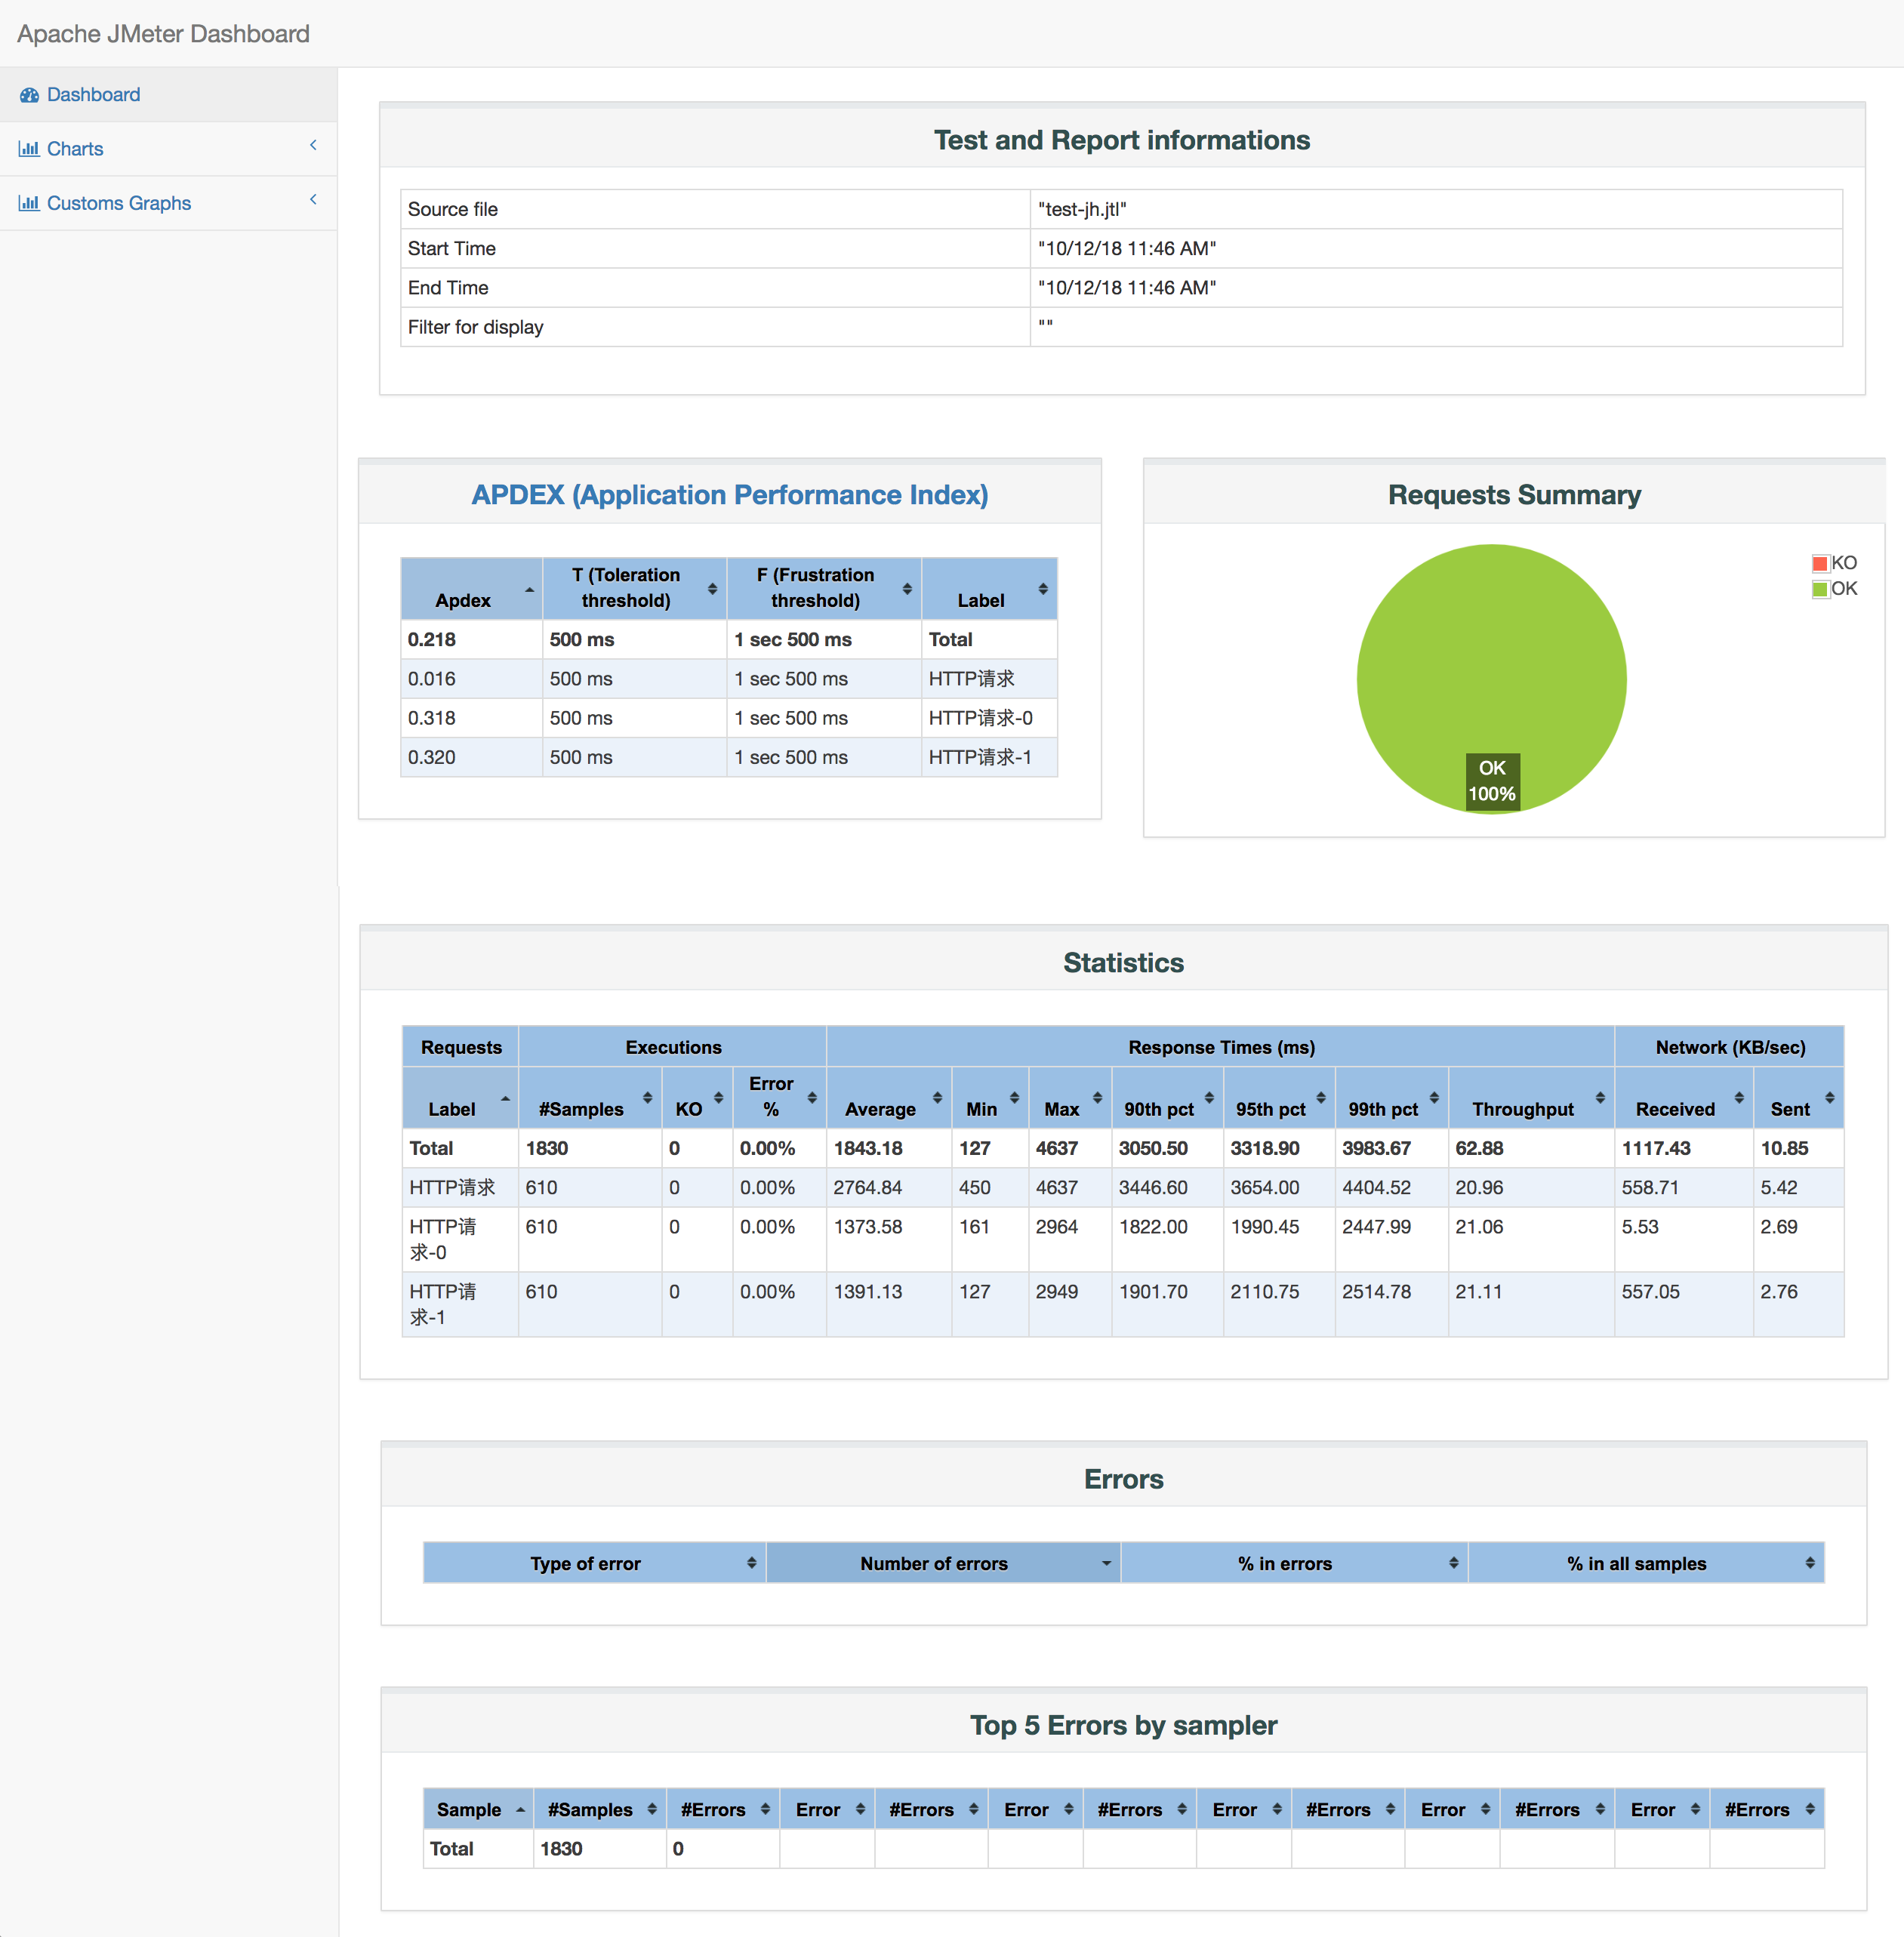 Apache JMeter Dashboard
Dashboard
Charts
Customs Graphs
Test and Report informations
Source file "test-jh.jtl"
Start Time "10/12/18 11:46 AM"
End Time "10/12/18 11:46 AM"
Filter for display ""
APDEX (Application Performance Index)
Apdex T (Toleration threshold) F (Frustration threshold) Label
0.218 500 ms 1 sec 500 ms Total
0.016 500 ms 1 sec 500 ms HTTP请求
0.318 500 ms 1 sec 500 ms HTTP请求-0
0.320 500 ms 1 sec 500 ms HTTP请求-1
Requests Summary
KO
OK
OK
100%
Statistics
Requests Executions Response Times (ms) Network (KB/sec)
Label #Samples KO Error % Average Min Max 90th pct 95th pct 99th pct Throughput Received Sent
Total 1830 0 0.00% 1843.18 127 4637 3050.50 3318.90 3983.67 62.88 1117.43 10.85
HTTP请求 610 0 0.00% 2764.84 450 4637 3446.60 3654.00 4404.52 20.96 558.71 5.42
HTTP请求-0 610 0 0.00% 1373.58 161 2964 1822.00 1990.45 2447.99 21.06 5.53 2.69
HTTP请求-1 610 0 0.00% 1391.13 127 2949 1901.70 2110.75 2514.78 21.11 557.05 2.76
Errors
Type of error Number of errors % in errors % in all samples
Top 5 Errors by sampler
Sample #Samples #Errors Error #Errors Error #Errors Error #Errors Error #Errors Error #Errors
Total 1830 0